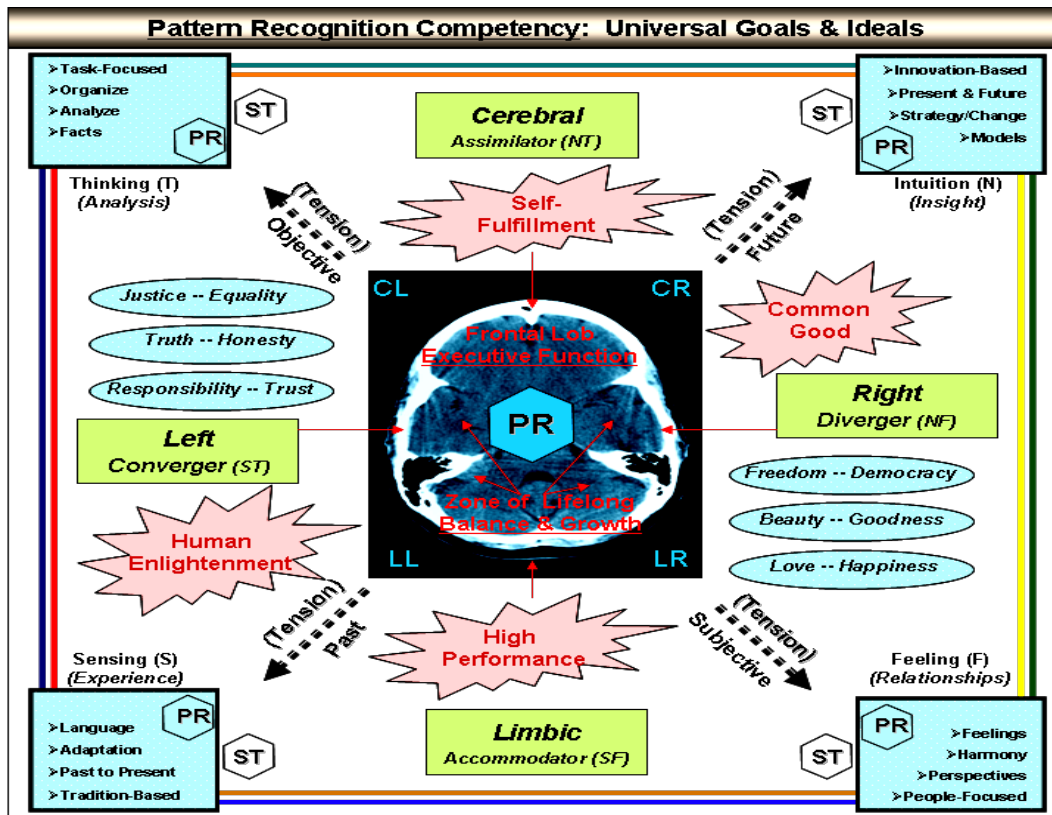 Pattern Recognition Competency: Universal Goals & Ideals
➢Task-Focused
➢Organize
➢Analyze
➢Facts
PR
ST
Cerebral
Assimilator (NT)
ST
➢Innovation-Based
➢Present & Future
➢Strategy/Change
➢Models
PR
Thinking (T)
(Analysis)
(Tension)
Objective
Self-
Fulfillment
(Tension)
Future
Intuition (N)
(Insight)
Justice -- Equality
Truth -- Honesty
Responsibility -- Trust
CL
CR
Common
Good
Frontal Lob
Executive Function
PR
Left
Converger (ST)
Right
Diverger (NF)
Zone of Lifelong
Balance & Growth
LL
LR
Freedom -- Democracy
Beauty -- Goodness
Love -- Happiness
Human
Enlightenment
(Tension)
Past
High
Performance
(Tension)
Subjective
Sensing (S)
(Experience)
Feeling (F)
(Relationships)
PR
➢Language
➢Adaptation
➢Past to Present
➢Tradition-Based
ST
Limbic
Accommodator (SF)
ST
PR
➢Feelings
➢Harmony
➢Perspectives
➢People-Focused